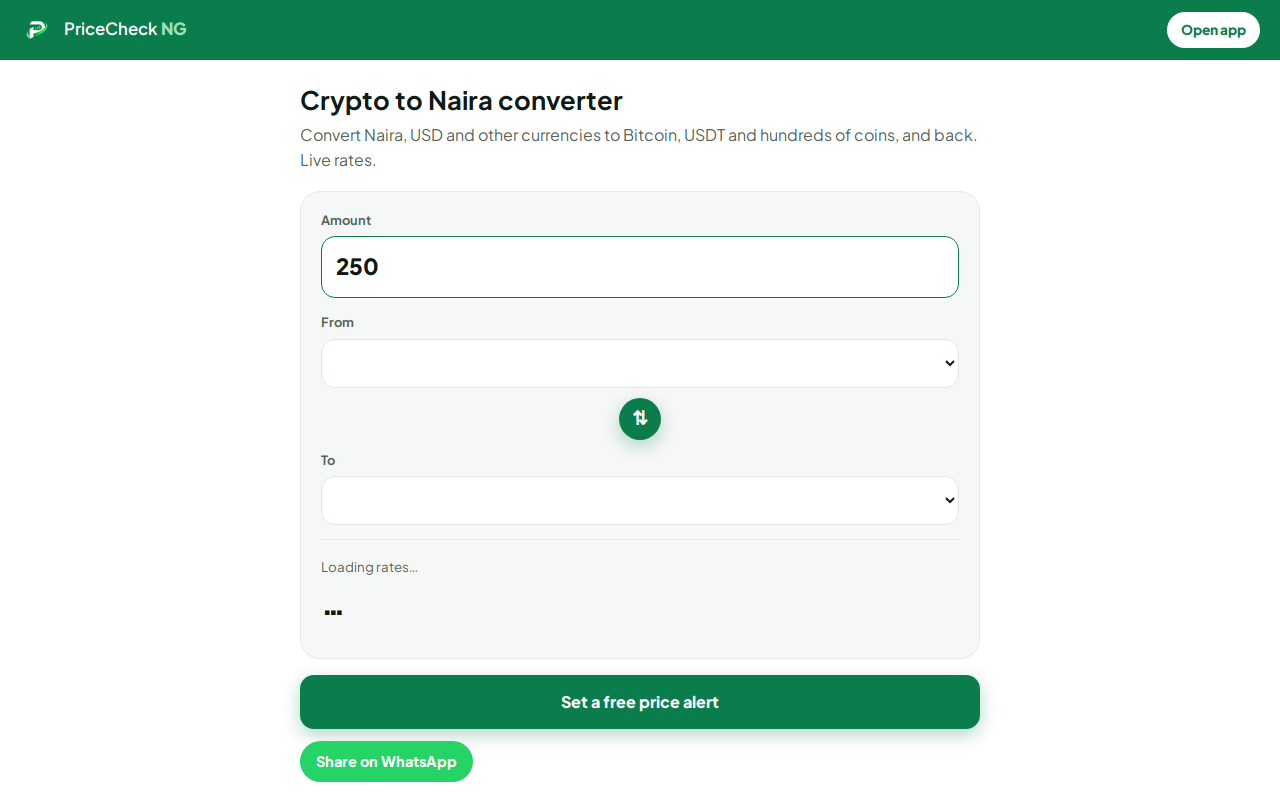 PriceCheck NG
Open app
Crypto to Naira converter
Convert Naira, USD and other currencies to Bitcoin, USDT and hundreds of coins, and back.
Live rates.
Amount
250
From
⇅
To
Loading rates…
…
Set a free price alert
Share on WhatsApp